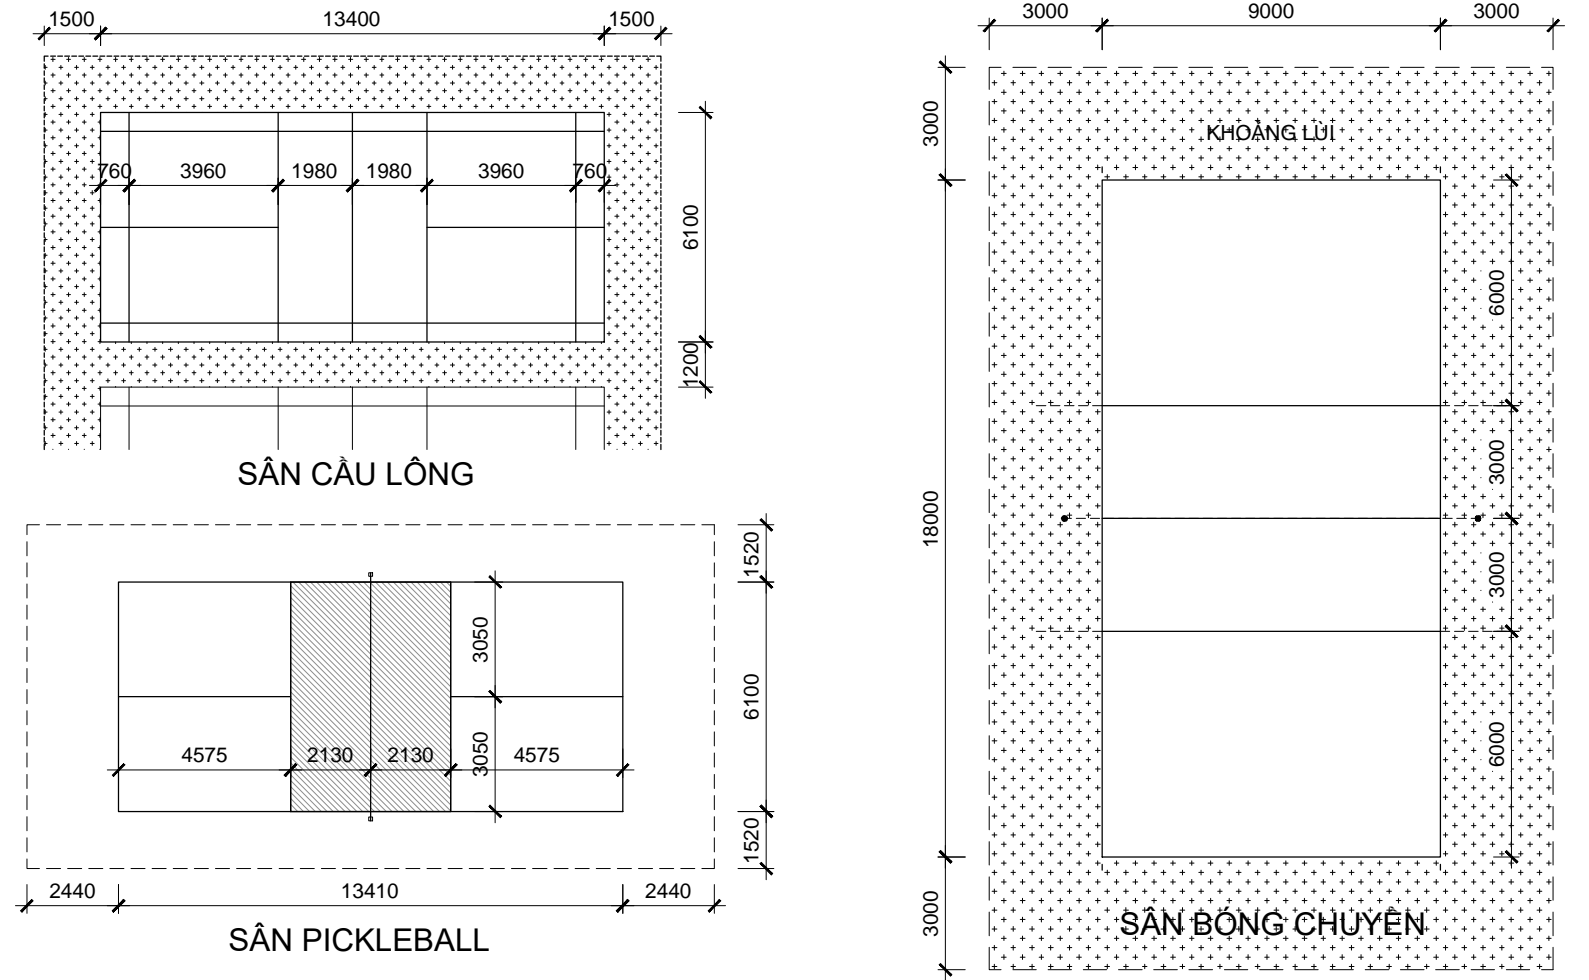 1500 13400 1500
760 3960 1980 1980 3960 760
6100
1200
SÂN CẦU LÔNG
1520
3050
6100
4575 2130 2130 3050 4575
1520
2440 13410 2440
SÂN PICKLEBALL
3000 9000 3000
3000
KHOẢNG LÙI
6000
3000
18000
3000
6000
3000
SÂN BÓNG CHUYỀN